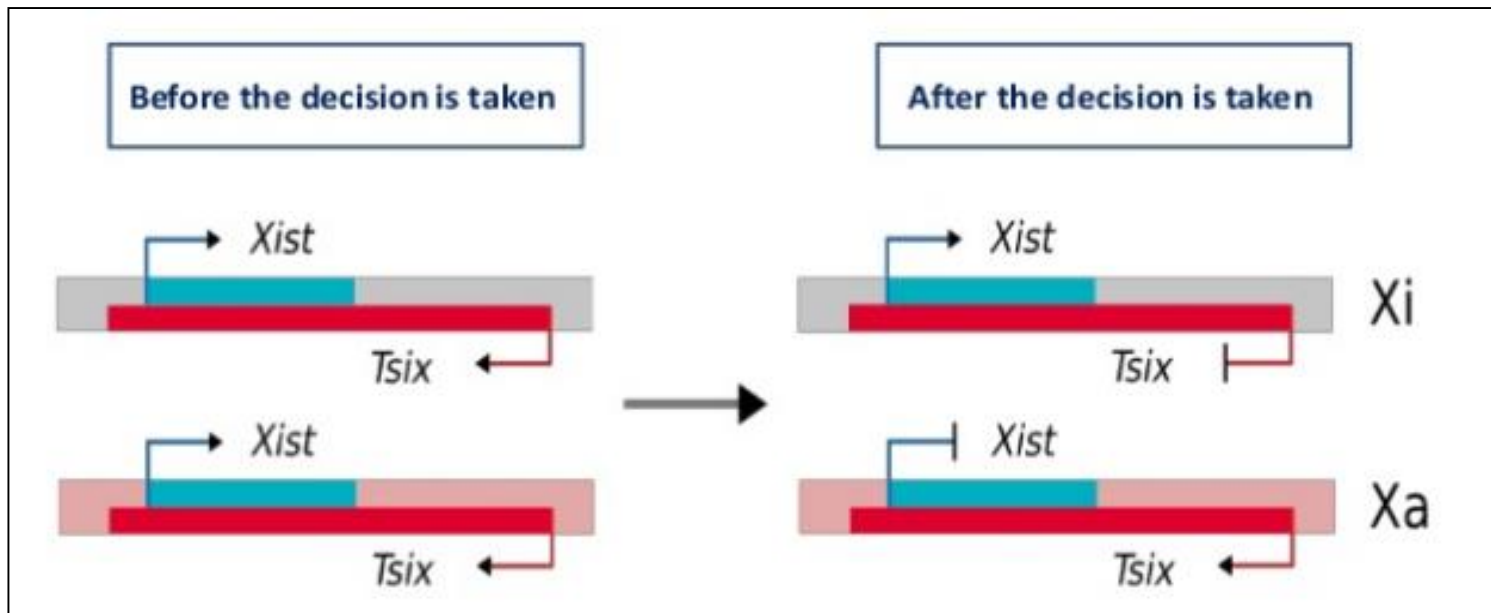 Before the decision is taken
After the decision is taken
Xist
Xist
Xi
Tsix
Tsix
Xist
Xist
Xa
Tsix
Tsix